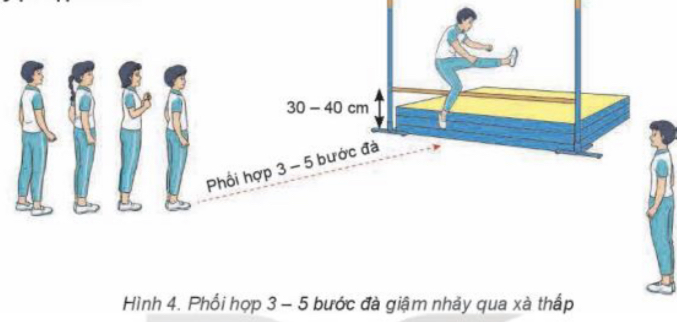 30 – 40 cm
Phối hợp 3 – 5 bước đà
Hình 4. Phối hợp 3 – 5 bước đà giậm nhảy qua xà thấp